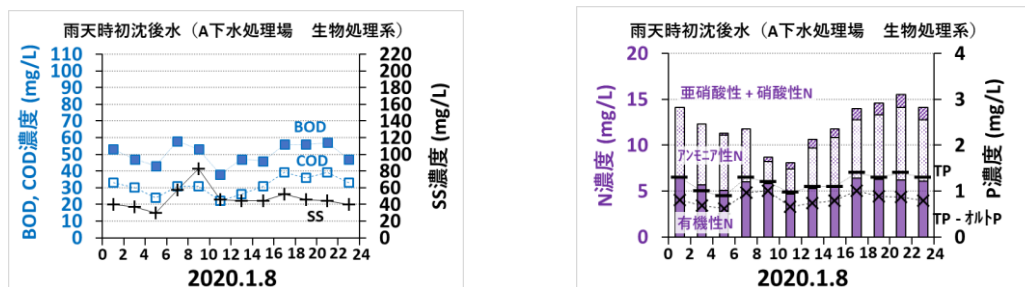 雨天時初沈後水（A下水処理場　生物処理系）
BOD, COD濃度 (mg/L)
110
100
90
80
70
60
50
40
30
20
10
0
BOD
COD
SS
220
200
180
160
140
120
100
80
60
40
20
0
SS濃度 (mg/L)
0 2 4 6 8 10 12 14 16 18 20 22 24
2020.1.8
雨天時初沈後水（A下水処理場　生物処理系）
N濃度 (mg/L)
20
15
10
5
0
亜硝酸性 + 硝酸性N
アンモニア性N
有機性N
4
3
2
1
0
TP
TP - オルトP
P濃度 (mg/L)
0 2 4 6 8 10 12 14 16 18 20 22 24
2020.1.8